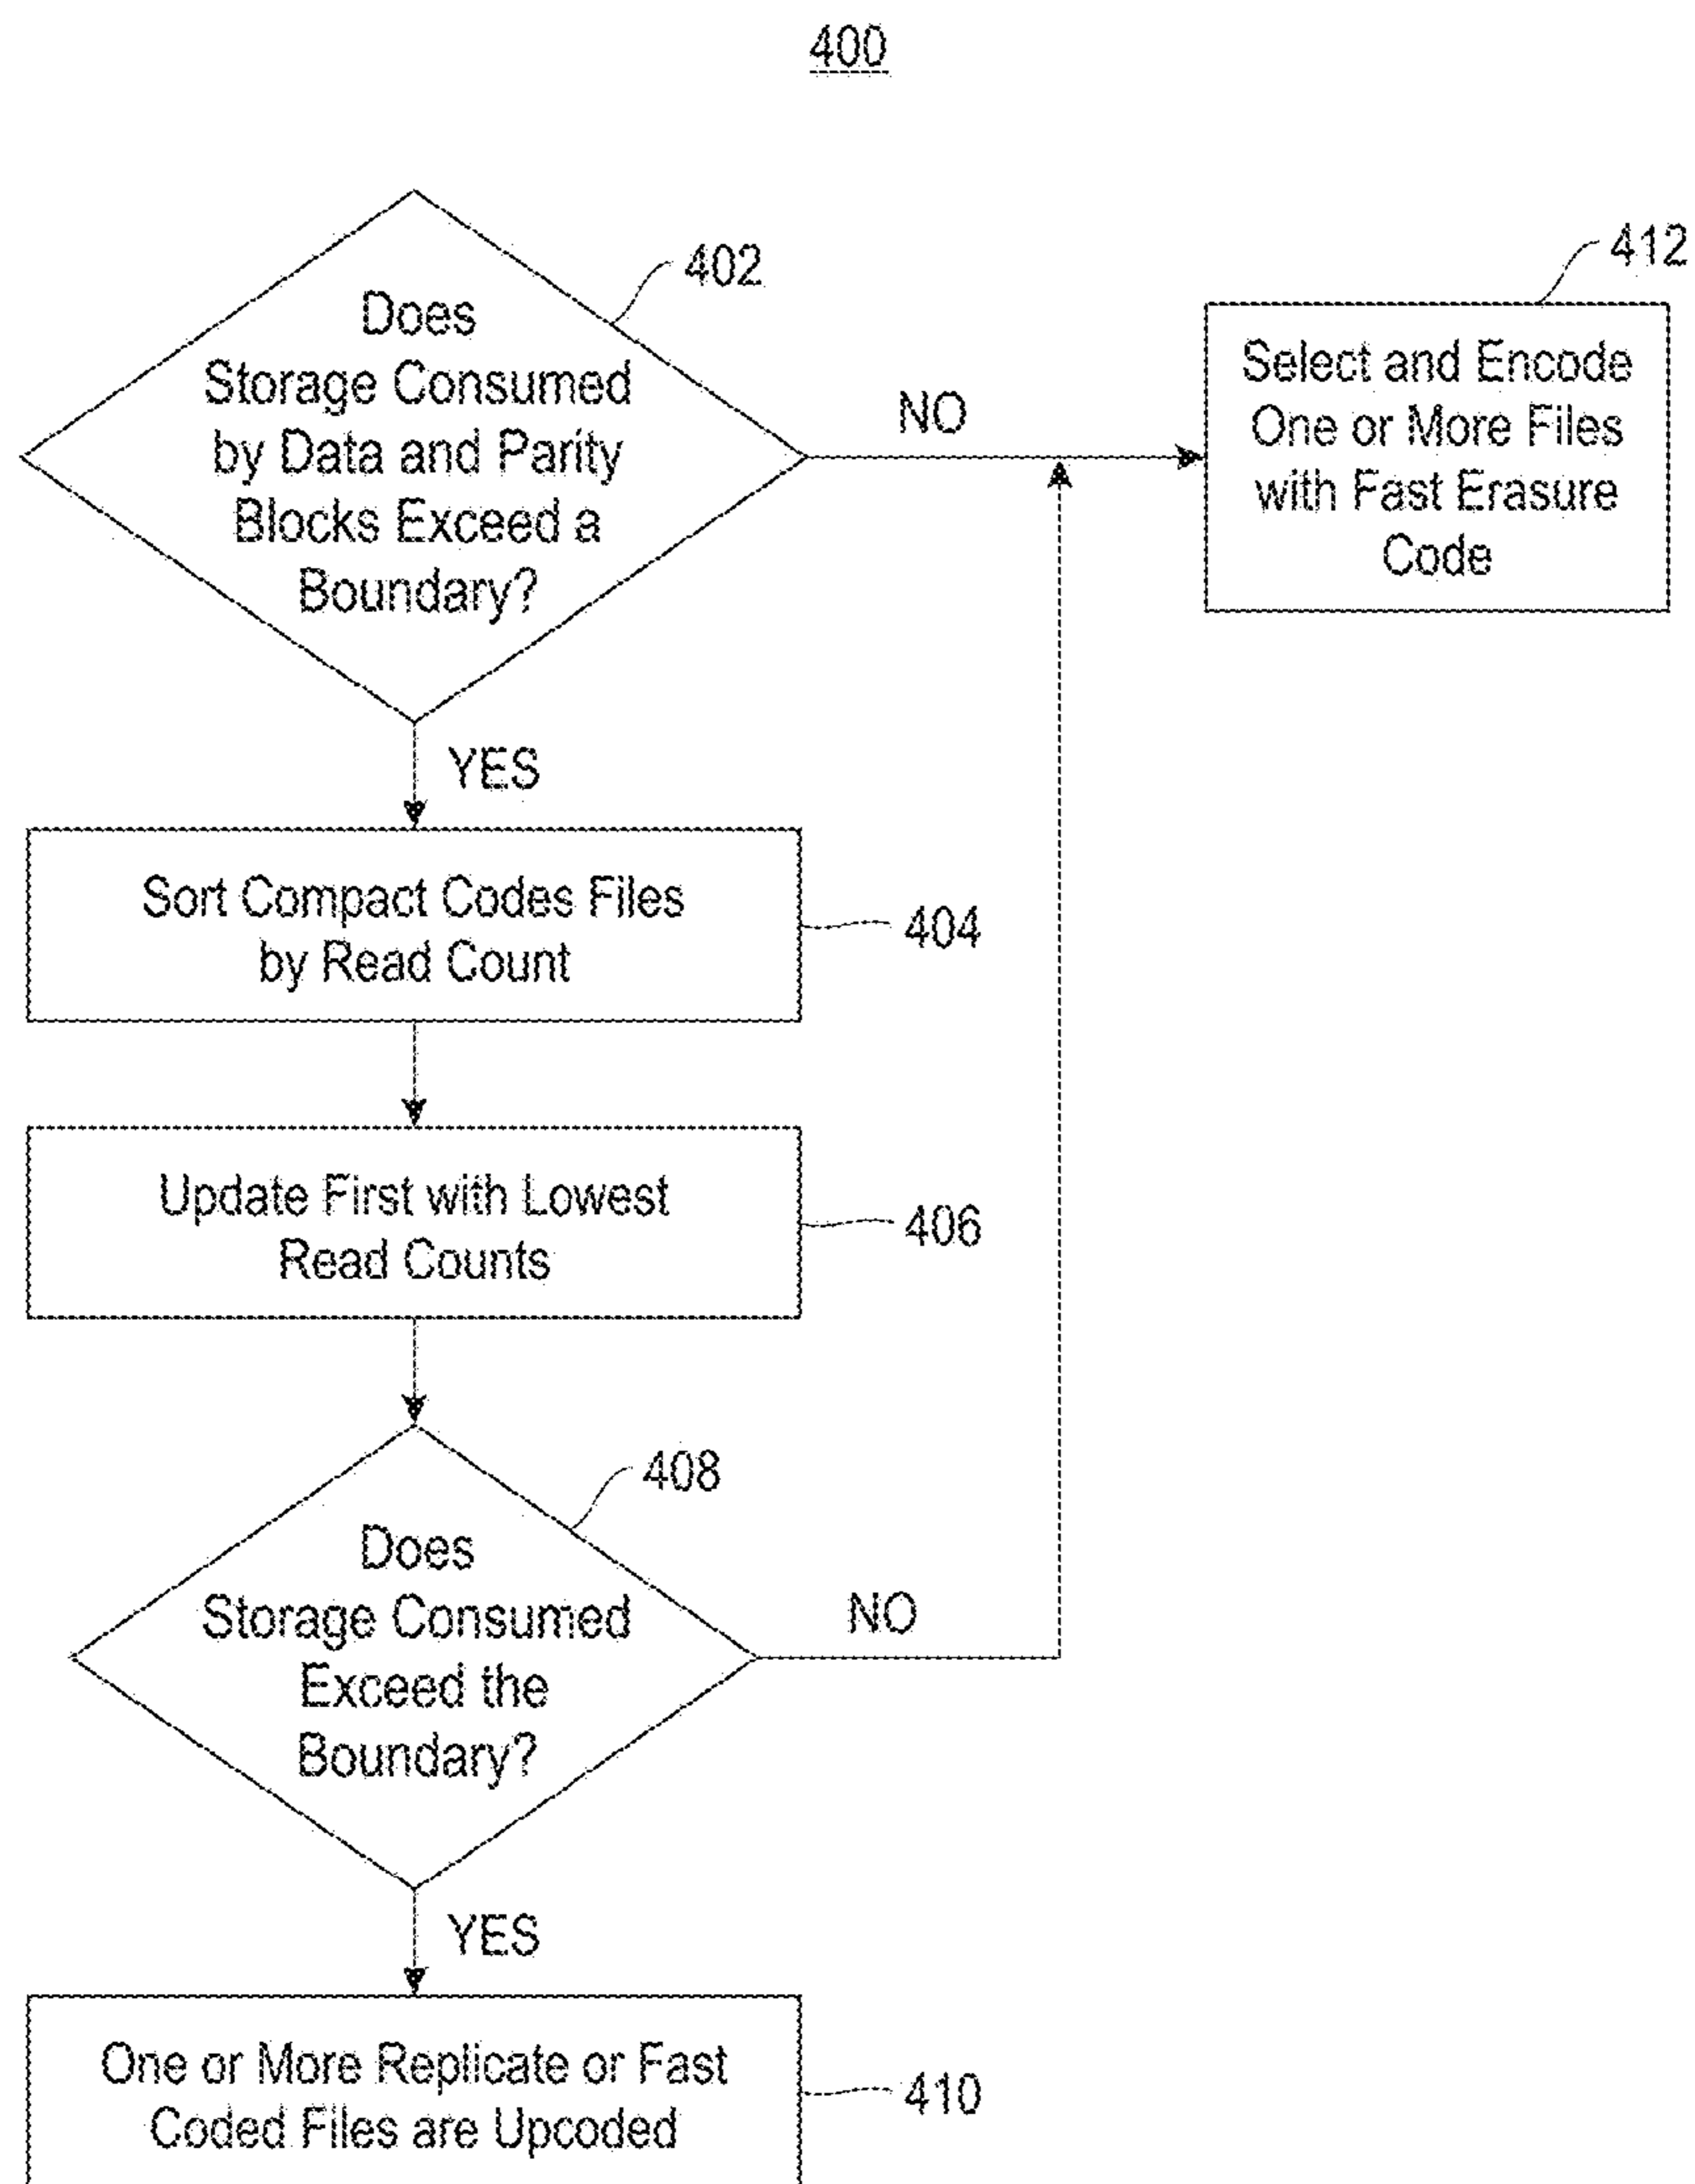 400
402
Does
Storage Consumed
by Data and Parity
Blocks Exceed a
Boundary?
NO
412
Select and Encode
One or More Files
with Fast Erasure
Code
YES
Sort Compact Codes Files
by Read Count
404
Update First with Lowest
Read Counts
406
408
Does
Storage Consumed
Exceed the
Boundary?
NO
YES
One or More Replicate or Fast
Coded Files are Upcoded
410